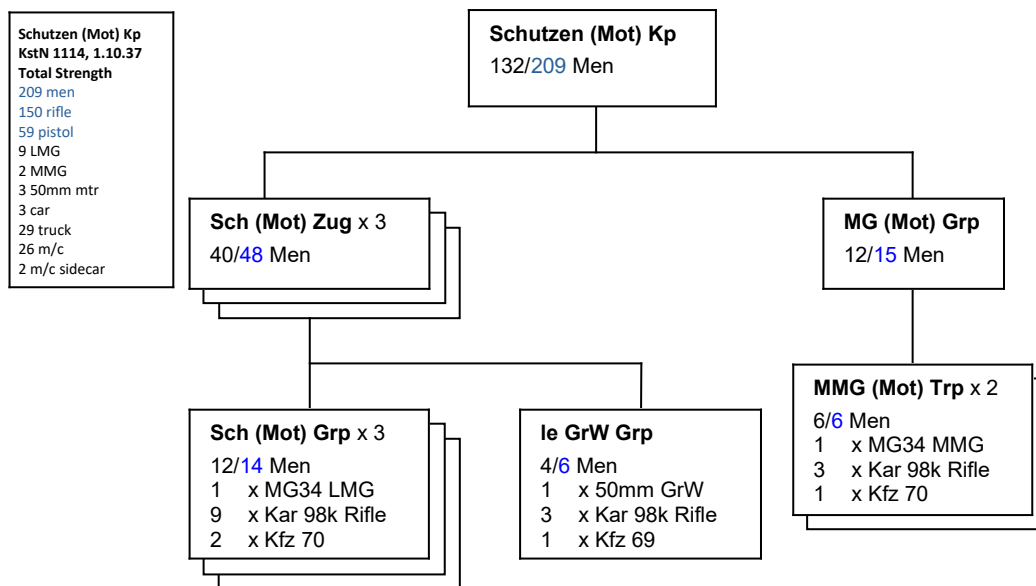 Schutzen (Mot) Kp
KstN 1114, 1.10.37
Total Strength
209 men
150 rifle
59 pistol
9 LMG
2 MMG
3 50mm mtr
3 car
29 truck
26 m/c
2 m/c sidecar
Schutzen (Mot) Kp
132/209 Men
Sch (Mot) Zug x 3
40/48 Men
MG (Mot) Grp
12/15 Men
Sch (Mot) Grp x 3
12/14 Men
1 x MG34 LMG
9 x Kar 98k Rifle
2 x Kfz 70
le GrW Grp
4/6 Men
1 x 50mm GrW
3 x Kar 98k Rifle
1 x Kfz 69
MMG (Mot) Trp x 2
6/6 Men
1 x MG34 MMG
3 x Kar 98k Rifle
1 x Kfz 70